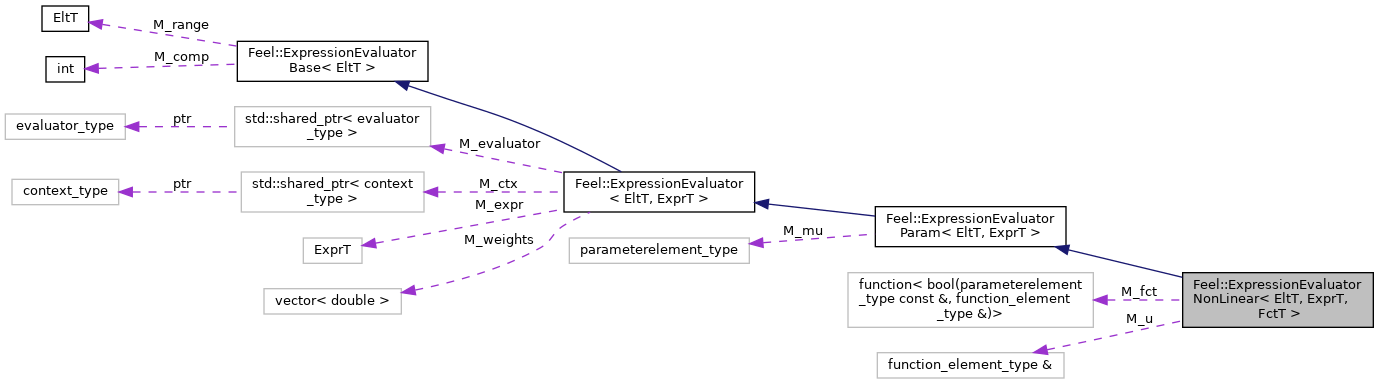 EltT
M_range
int
M_comp
Feel::ExpressionEvaluator
Base< EltT >
evaluator_type
ptr
std::shared_ptr< evaluator
_type >
M_evaluator
context_type
ptr
std::shared_ptr< context
_type >
M_ctx
M_expr
ExprT
M_weights
vector< double >
Feel::ExpressionEvaluator
< EltT, ExprT >
parameterelement_type
M_mu
Feel::ExpressionEvaluator
Param< EltT, ExprT >
function< bool(parameterelement
_type const &, function_element
_type &)>
M_fct
M_u
function_element_type &
Feel::ExpressionEvaluator
NonLinear< EltT, ExprT,
FctT >